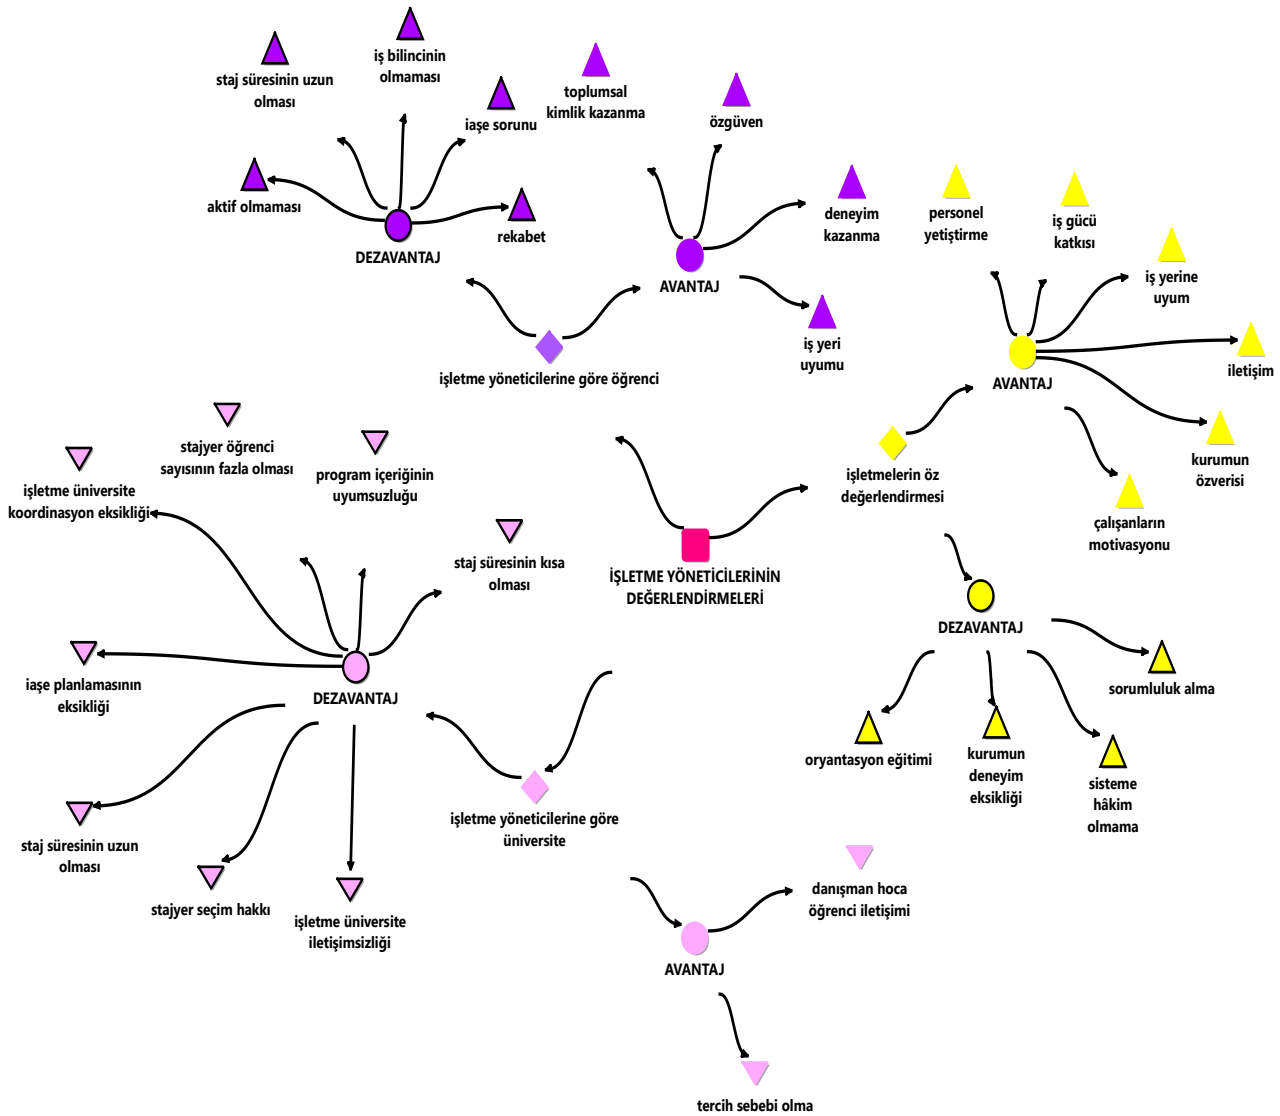 staj süresinin uzun
olması
iş bilincinin
olmaması
iaşe sorunu
aktif olmaması
rekabet
DEZAVANTAJ
toplumsal
kimlik kazanma
özgüven
deneyim
kazanma
iş yeri
uyumu
AVANTAJ
işletme yöneticilerine göre öğrenci
personel
yetiştirme
iş gücü
katkısı
iş yerine
uyum
iletişim
kurumun
özverisi
çalışanların
motivasyonu
AVANTAJ
işletmelerin öz
değerlendirmesi
İŞLETME YÖNETİCİLERİNİN
DEĞERLENDİRMELERİ
DEZAVANTAJ
sorumluluk alma
oryantasyon eğitimi
kurumun
deneyim
eksikliği
sisteme
hâkim
olmama
stajyer öğrenci
sayısının fazla olması
program içeriğinin
uyumsuzluğu
işletme üniversite
koordinasyon eksikliği
staj süresinin kısa
olması
iaşe planlamasının
eksikliği
DEZAVANTAJ
staj süresinin uzun
olması
stajyer seçim hakkı
işletme üniversite
iletişimsizliği
işletme yöneticilerine göre
üniversite
danışman hoca
öğrenci iletişimi
AVANTAJ
tercih sebebi olma